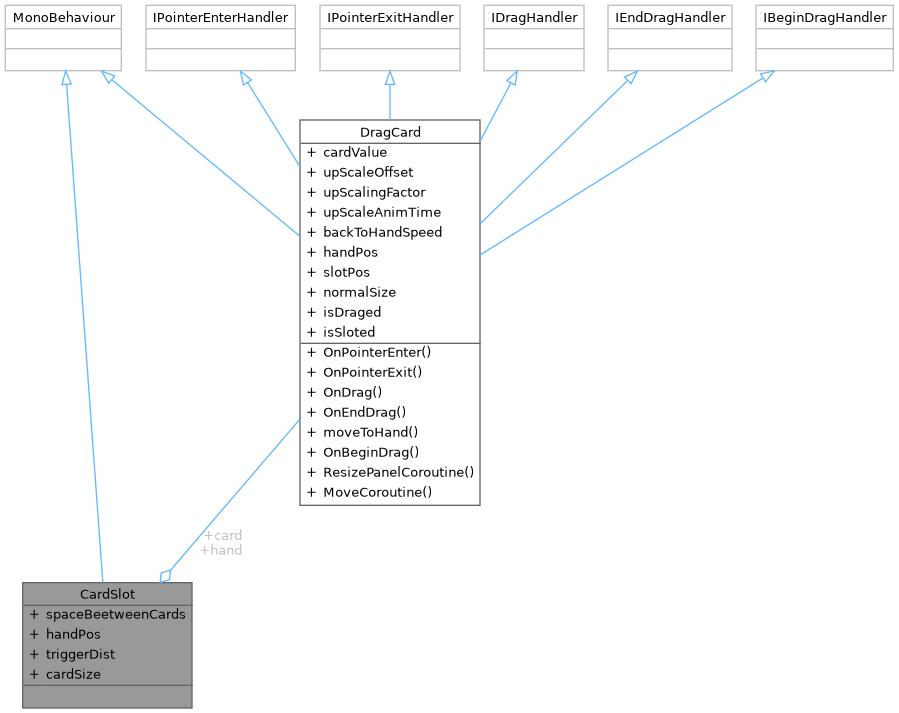 MonoBehaviour
IPointerEnterHandler
IPointerExitHandler
IDragHandler
IEndDragHandler
IBeginDragHandler
DragCard
+ cardValue
+ upScaleOffset
+ upScalingFactor
+ upScaleAnimTime
+ backToHandSpeed
+ handPos
+ slotPos
+ normalSize
+ isDraged
+ isSloted
+ OnPointerEnter()
+ OnPointerExit()
+ OnDrag()
+ OnEndDrag()
+ moveToHand()
+ OnBeginDrag()
+ ResizePanelCoroutine()
+ MoveCoroutine()
+card
+hand
CardSlot
+ spaceBeetweenCards
+ handPos
+ triggerDist
+ cardSize